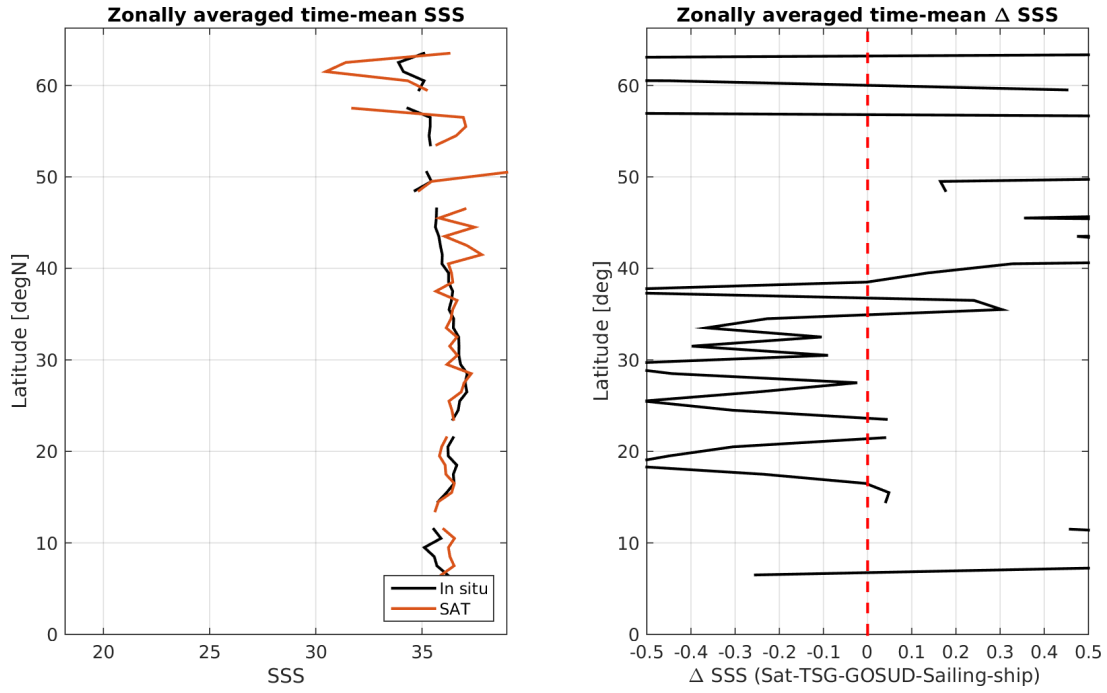 Zonally averaged time-mean SSS
60
50
40
30
20
10
0
Latitude [degN]
20
25
30
35
SSS
In situ
SAT
Zonally averaged time-mean Δ SSS
60
50
40
30
20
10
0
Latitude [deg]
-0.5 -0.4 -0.3 -0.2 -0.1 0 0.1 0.2 0.3 0.4 0.5
Δ SSS (Sat-TSG-GOSUD-Sailing-ship)